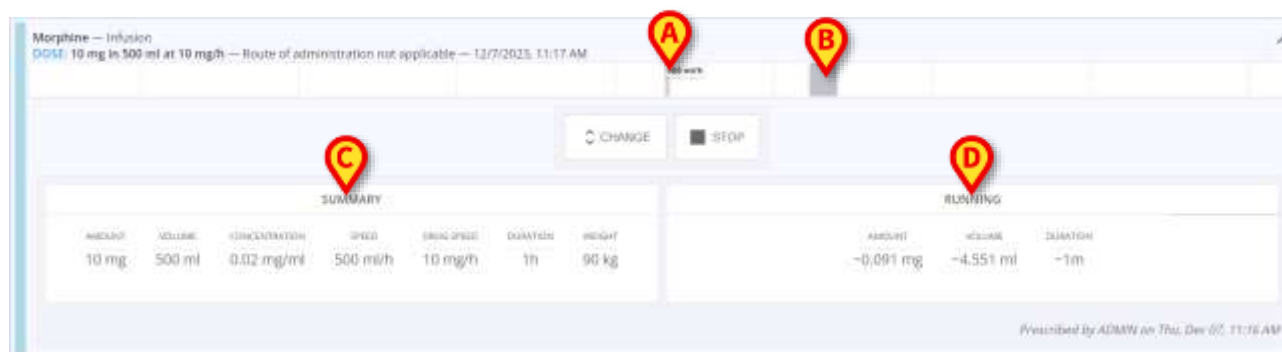 A
B
Morphine — Infusion
DOSE: 10 mg in 500 ml at 10 mg/h — Route of administration not applicable — 12/7/2023, 11:17 AM
500 ml/h
CHANGE
STOP
C
D
SUMMARY
RUNNING
AMOUNT VOLUME CONCENTRATION SPEED DRUG SPEED DURATION WEIGHT
10 mg 500 ml 0.02 mg/ml 500 ml/h 10 mg/h 1h 90 kg
AMOUNT VOLUME DURATION
~0.091 mg ~4.551 ml ~1m
Prescribed by ADMIN on Thu, Dec 07, 11:16 AM